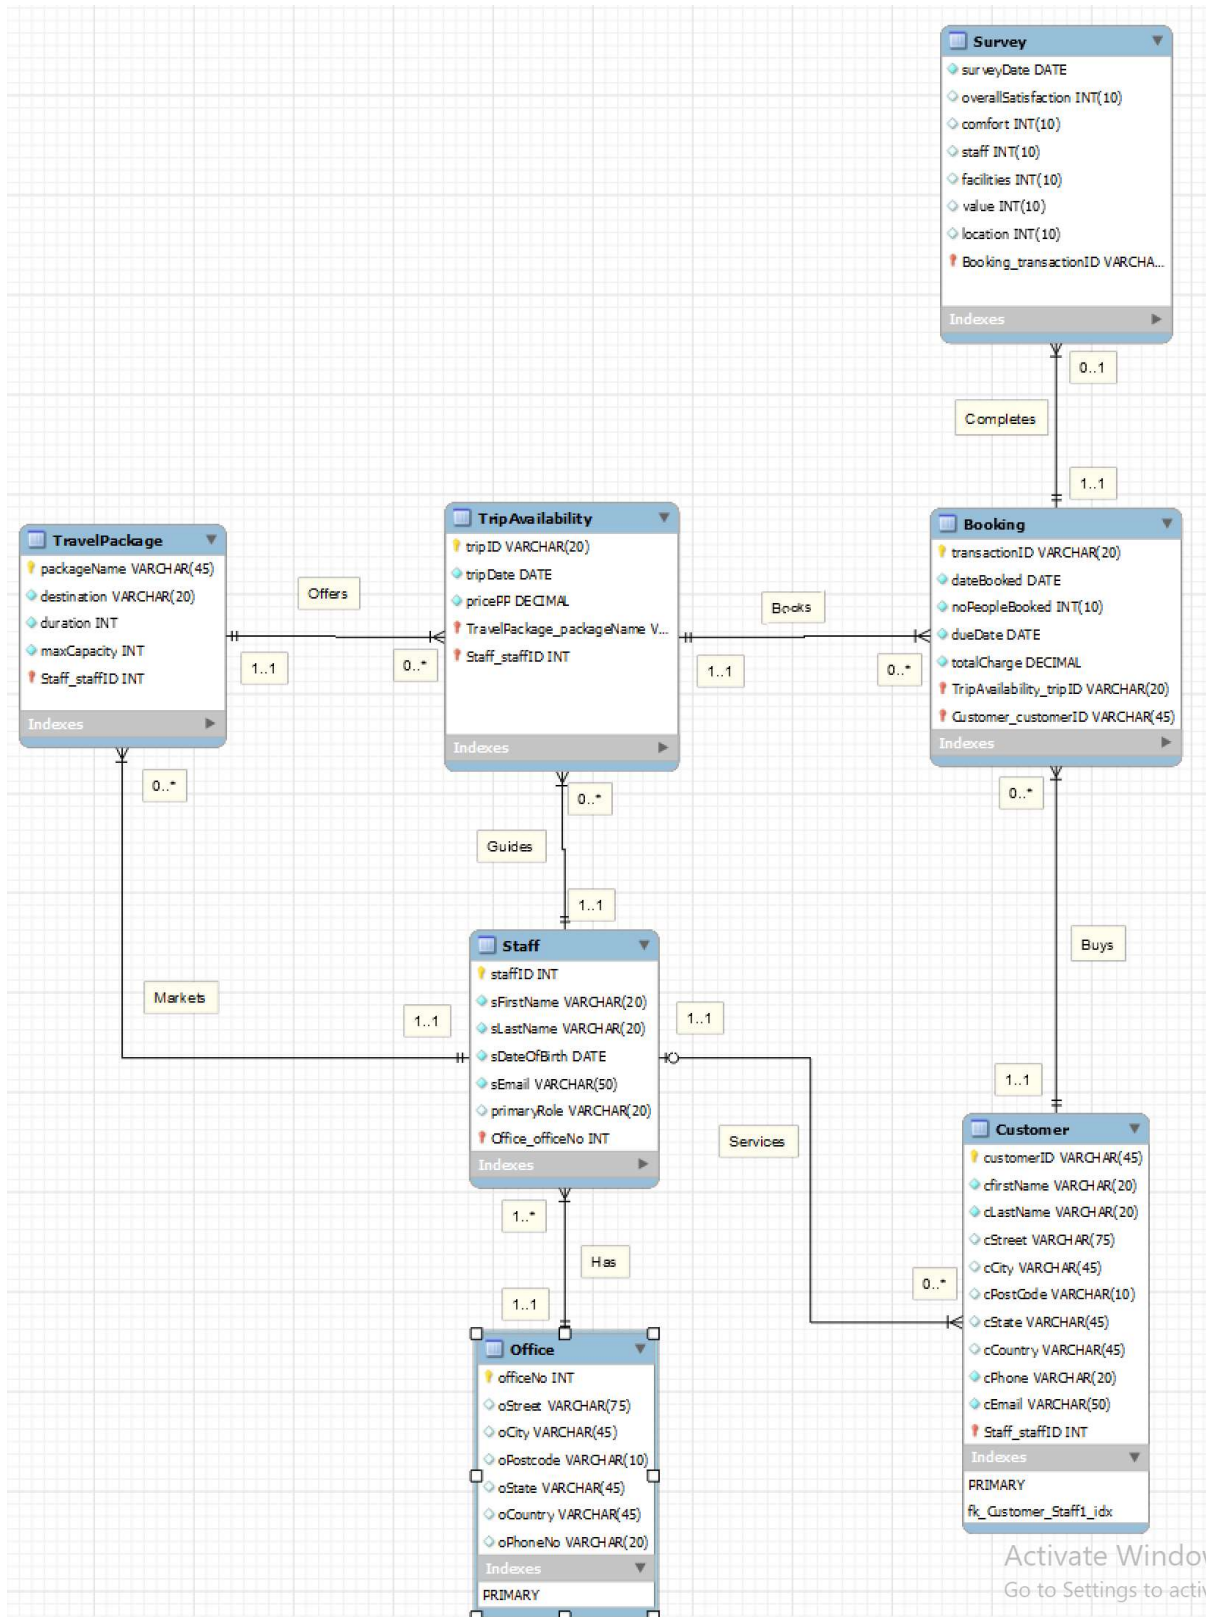 Survey
surveyDate DATE
overallSatisfaction INT(10)
comfort INT(10)
staff INT(10)
facilities INT(10)
value INT(10)
location INT(10)
Booking_transactionID VARCHA...
Indexes
0..1
Completes
1..1
TravelPackage
packageName VARCHAR(45)
destination VARCHAR(20)
duration INT
maxCapacity INT
Staff_staffID INT
Indexes
Offers
1..1
0..*
TripAvailability
tripID VARCHAR(20)
tripDate DATE
pricePP DECIMAL
TravelPackage_packageName V...
Staff_staffID INT
Indexes
Books
1..1
0..*
Booking
transactionID VARCHAR(20)
dateBooked DATE
noPeopleBooked INT(10)
dueDate DATE
totalCharge DECIMAL
TripAvailability_tripID VARCHAR(20)
Customer_customerID VARCHAR(45)
Indexes
0..*
0..*
0..*
Guides
1..1
Buys
Markets
1..1
Staff
staffID INT
sFirstName VARCHAR(20)
sLastName VARCHAR(20)
sDateOfBirth DATE
sEmail VARCHAR(50)
primaryRole VARCHAR(20)
Office_officeNo INT
Indexes
1..1
Services
0..*
1..1
Customer
customerID VARCHAR(45)
cfirstName VARCHAR(20)
cLastName VARCHAR(20)
cStreet VARCHAR(75)
cCity VARCHAR(45)
cPostCode VARCHAR(10)
cState VARCHAR(45)
cCountry VARCHAR(45)
cPhone VARCHAR(20)
cEmail VARCHAR(50)
Staff_staffID INT
Indexes
PRIMARY
fk_Customer_Staff1_idx
1..*
Has
1..1
Office
officeNo INT
oStreet VARCHAR(75)
oCity VARCHAR(45)
oPostcode VARCHAR(10)
oState VARCHAR(45)
oCountry VARCHAR(45)
oPhoneNo VARCHAR(20)
Indexes
PRIMARY
Activate Windo
Go to Settings to activ